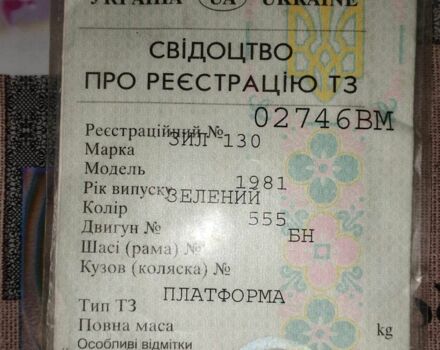 УКРАЇНА UA UKRAINE
СВІДОЦТВО
ПРО РЕЄСТРАЦІЮ ТЗ
Реєстраційний № 02746ВМ
Марка ЗИЛ 130
Модель
Рік випуску 1981
Колір ЗЕЛЕНИЙ
Двигун № 555
Шасі (рама) № БН
Кузов (коляска) №
Тип ТЗ ПЛАТФОРМА
Повна маса kg
Особливі відмітки